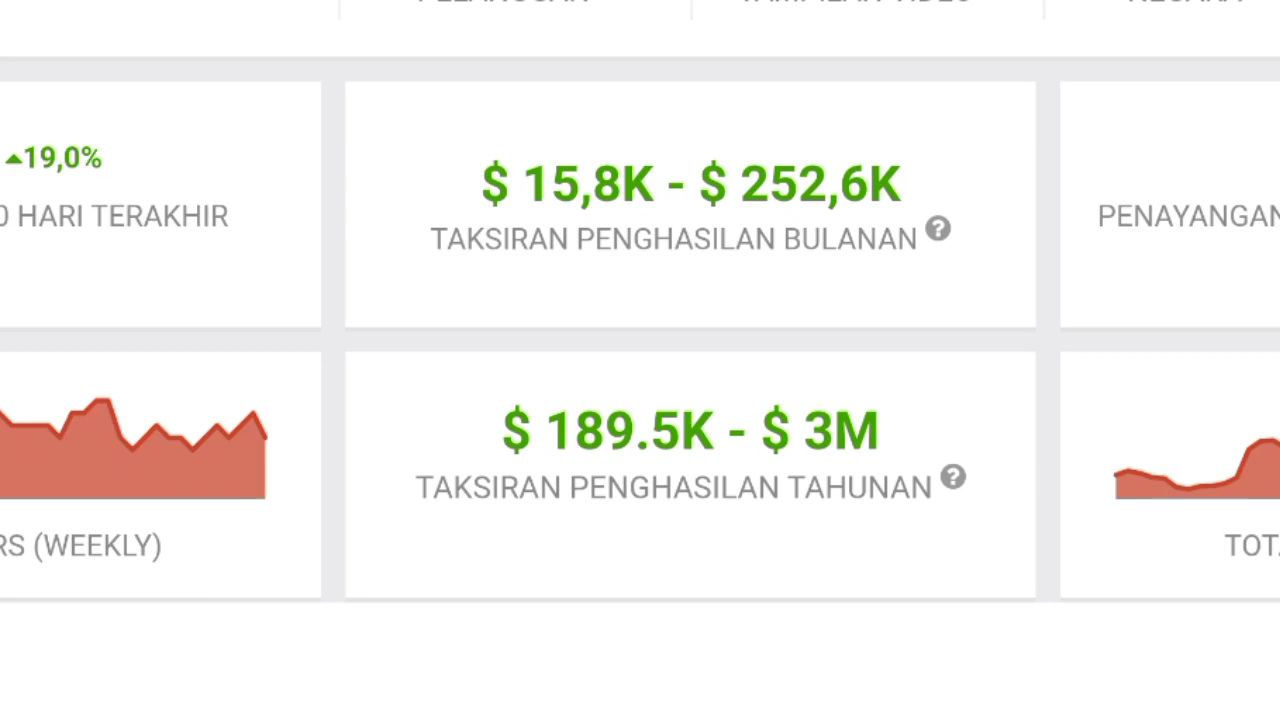 19,0%
HARI TERAKHIR
$ 15,8K - $ 252,6K
TAKSIRAN PENGHASILAN BULANAN
PENAYANGAN
$ 189.5K - $ 3M
TAKSIRAN PENGHASILAN TAHUNAN
(WEEKLY)